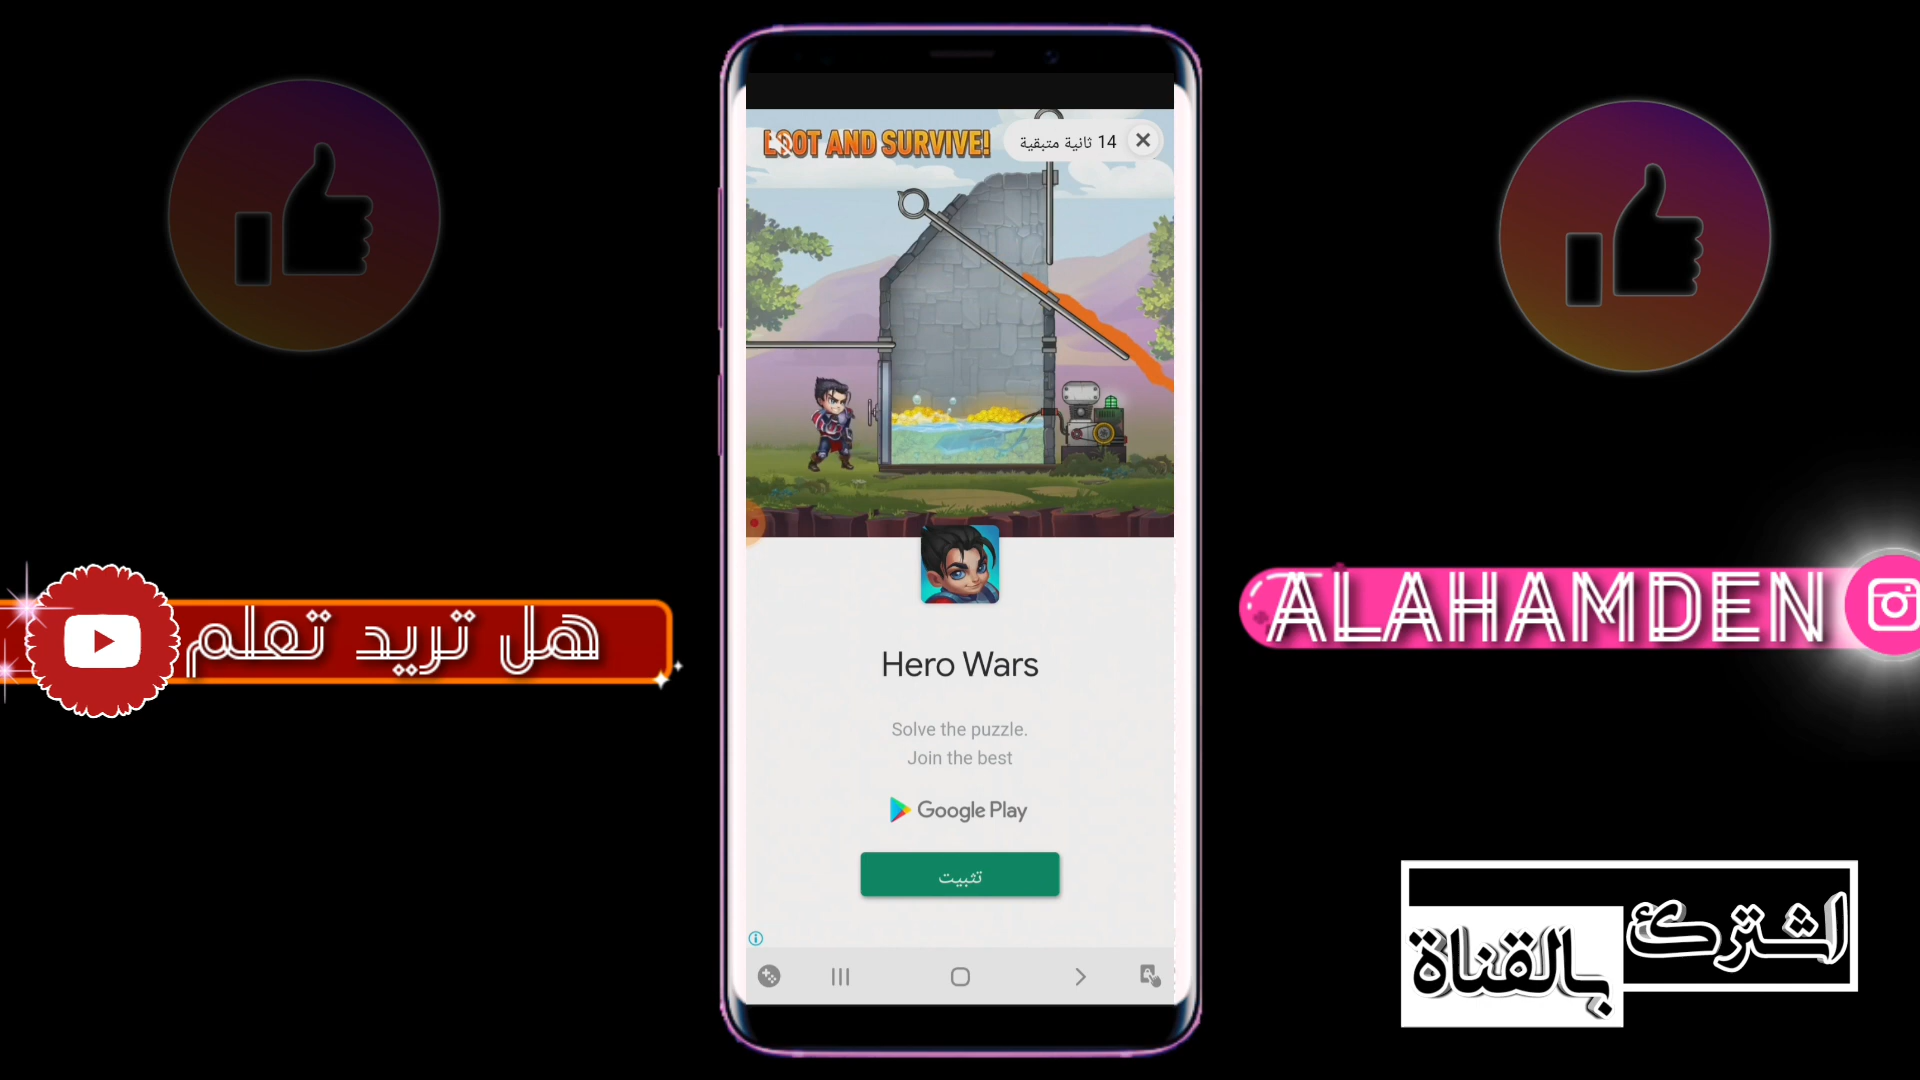 LOOT AND SURVIVE!
14 ثانية متبقية
هل تريد تعلم
ALAHAMDEN
Hero Wars
Solve the puzzle.
Join the best
Google Play
تثبيت
اشترك
بالقناة